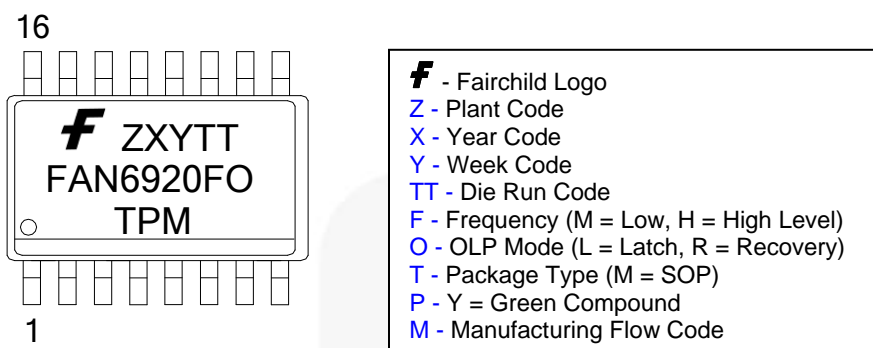 16
ZXYTT
FAN6920FO
TPM
1
- Fairchild Logo
Z - Plant Code
X - Year Code
Y - Week Code
TT - Die Run Code
F - Frequency (M = Low, H = High Level)
O - OLP Mode (L = Latch, R = Recovery)
T - Package Type (M = SOP)
P - Y = Green Compound
M - Manufacturing Flow Code